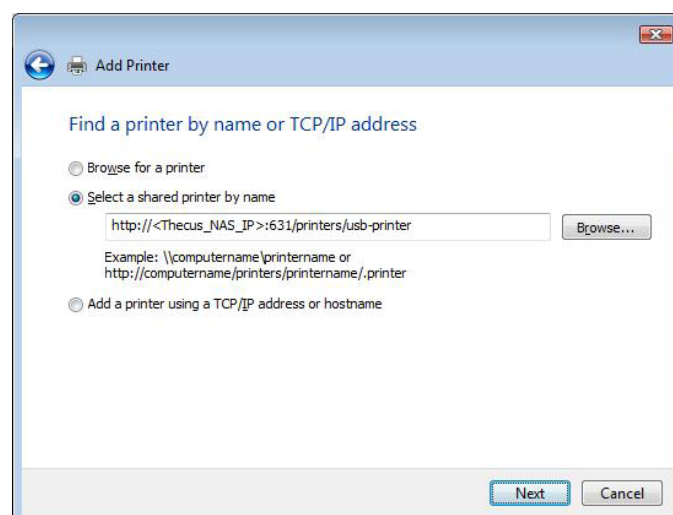 Add Printer
Find a printer by name or TCP/IP address
Browse for a printer
Select a shared printer by name
http://<Thecus_NAS_IP>:631/printers/usb-printer
Browse...
Example: \\computername\printername or
http://computername/printers/printername/.printer
Add a printer using a TCP/IP address or hostname
Next
Cancel